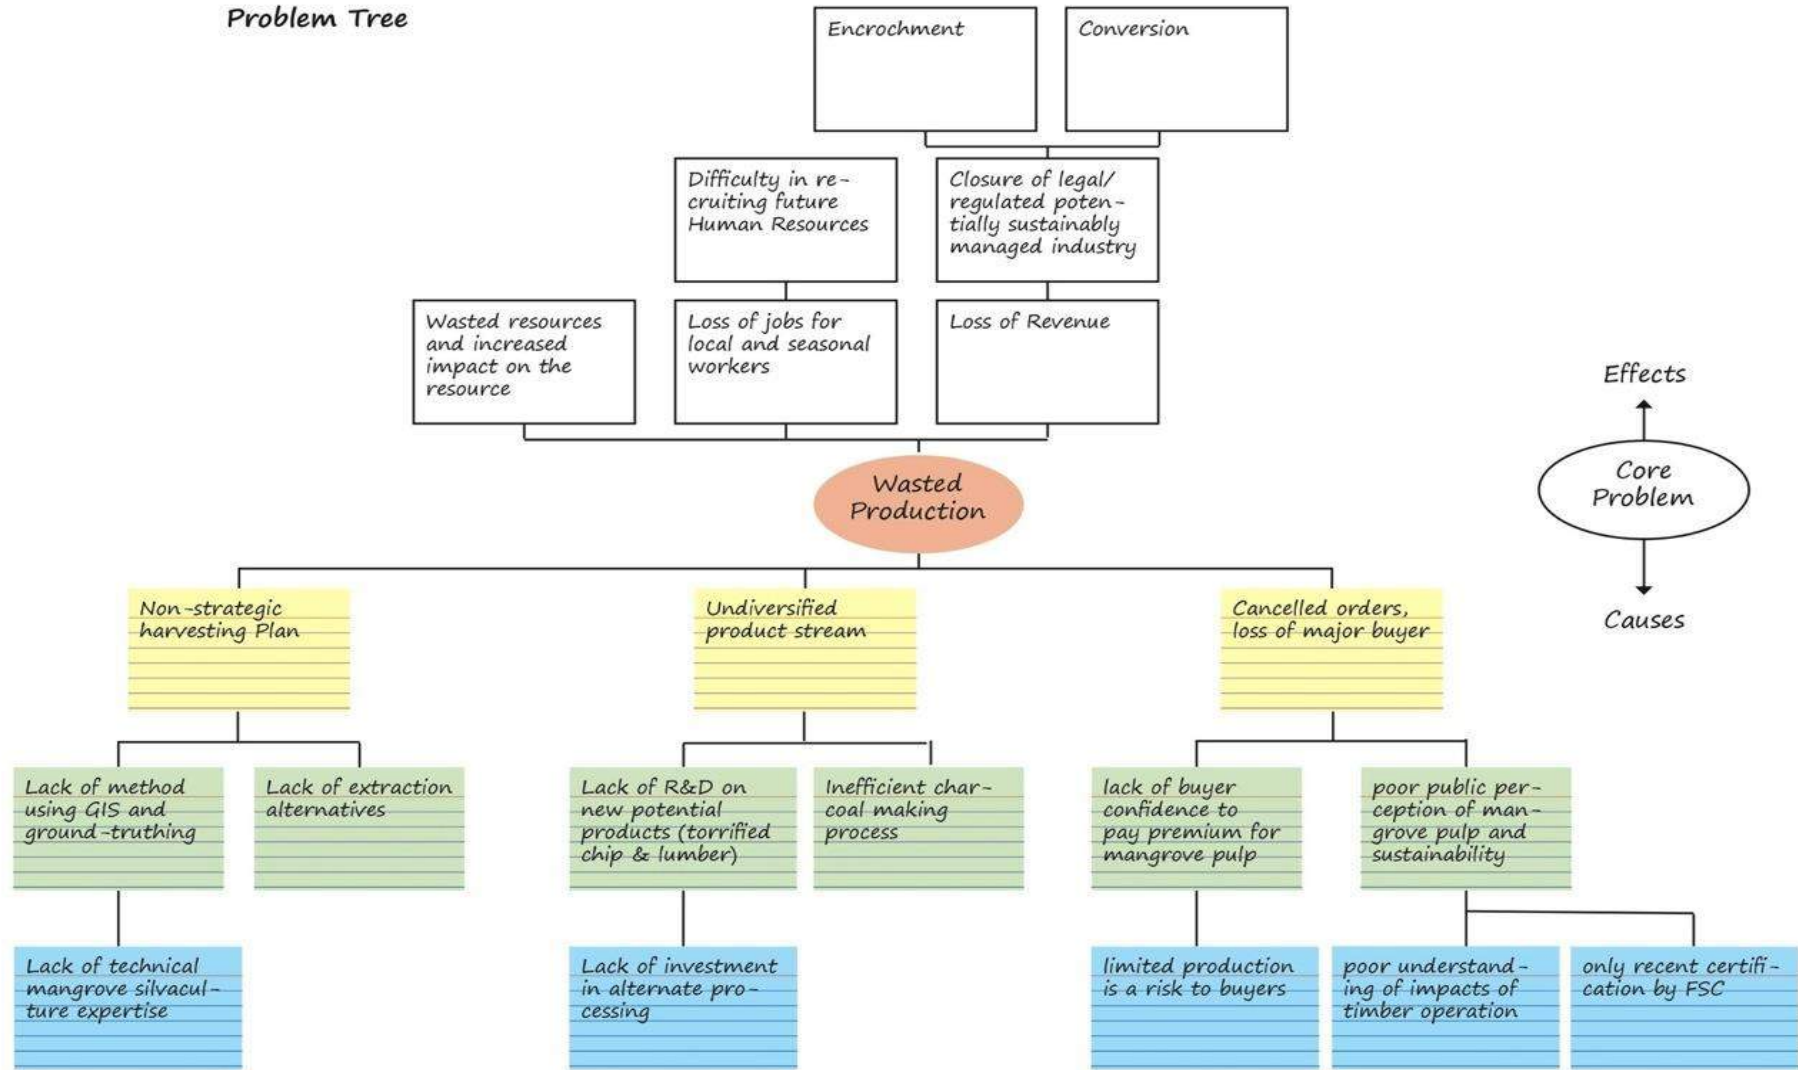 Problem Tree
Encrochment
Conversion
Difficulty in re-
cruiting future
Human Resources
Closure of legal/
regulated poten-
tially sustainably
managed industry
Wasted resources
and increased
impact on the
resource
Loss of jobs for
local and seasonal
workers
Loss of Revenue
Effects
Core
Problem
Causes
Wasted
Production
Non-strategic
harvesting Plan
Undiversified
product stream
Cancelled orders,
loss of major buyer
Lack of method
using GIS and
ground-truthing
Lack of extraction
alternatives
Lack of R&D on
new potential
products (torrified
chip & lumber)
Inefficient char-
coal making
process
lack of buyer
confidence to
pay premium for
mangrove pulp
poor public per-
ception of man-
grove pulp and
sustainability
Lack of technical
mangrove silvacul-
ture expertise
Lack of investment
in alternate pro-
cessing
limited production
is a risk to buyers
poor understand-
ing of impacts of
timber operation
only recent certifi-
cation by FSC